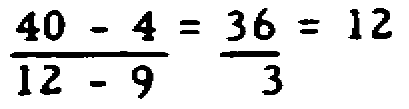 40 - 4 = 36 = 12
12 - 9 3